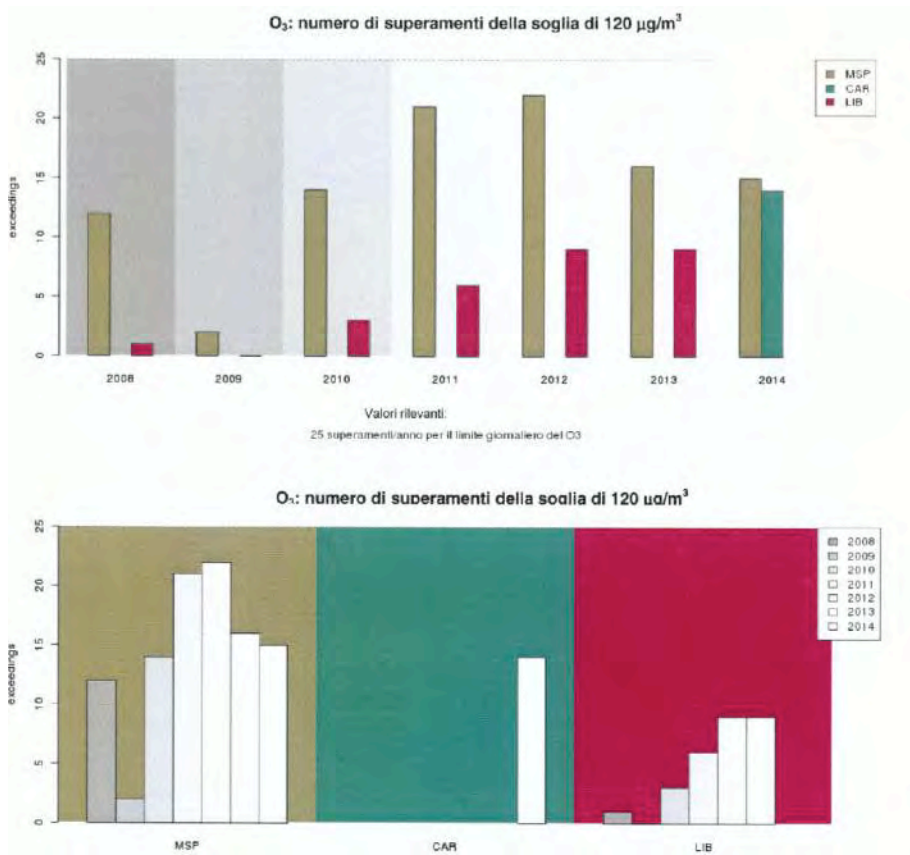 O₃: numero di superamenti della soglia di 120 µg/m³
25
20
15
10
5
0
exceedings
MSP
CAR
LIB
2008
2009
2010
2011
2012
2013
2014
Valori rilevanti:
25 superamenti/anno per il limite giornaliero del O3
O₃: numero di superamenti della soglia di 120 µg/m³
25
20
15
10
5
0
exceedings
2008
2009
2010
2011
2012
2013
2014
MSP
CAR
LIB